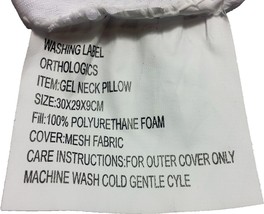 WASHING LABEL
ORTHOLOGICS
ITEM:GEL NECK PILLOW
SIZE:30X29X9CM
Fill:100% POLYURETHANE FOAM
COVER:MESH FABRIC
CARE INSTRUCTIONS:FOR OUTER COVER ONLY
MACHINE WASH COLD GENTLE CYLE